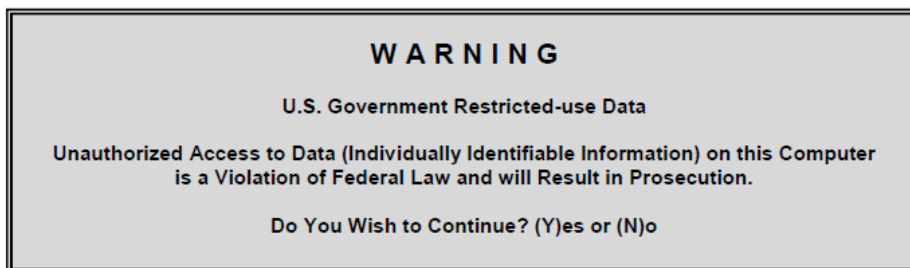 W A R N I N G
U.S. Government Restricted-use Data
Unauthorized Access to Data (Individually Identifiable Information) on this Computer
is a Violation of Federal Law and will Result in Prosecution.
Do You Wish to Continue? (Y)es or (N)o